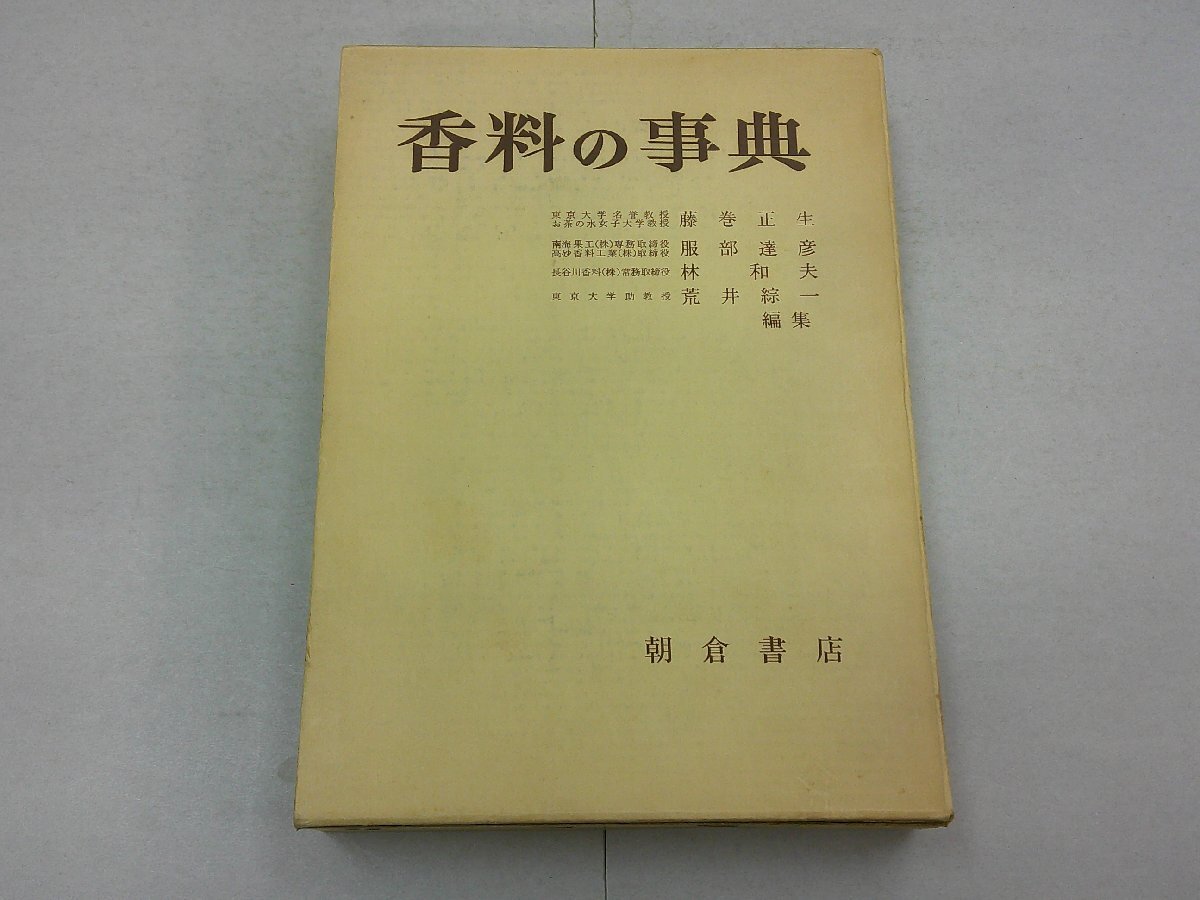 香料の事典
東京大学名誉教授
お茶の水女子大学教授 藤巻正生
南海果工(株)専務取締役
高砂香料工業(株)取締役 服部達彦
長谷川香料(株)常務取締役 林和夫
東京大学助教授 荒井綜一
編集
朝倉書店